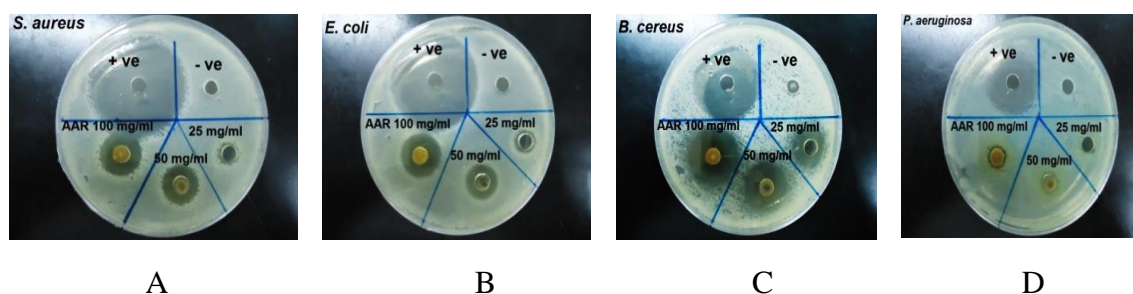 S. aureus
+ ve
- ve
AAR 100 mg/ml
25 mg/ml
50 mg/ml
E. coli
+ ve
- ve
AAR 100 mg/ml
25 mg/ml
50 mg/ml
B. cereus
+ ve
- ve
AAR 100 mg/ml
25 mg/ml
50 mg/ml
P. aeruginosa
+ ve
- ve
AAR 100 mg/ml
25 mg/ml
50 mg/ml
A
B
C
D